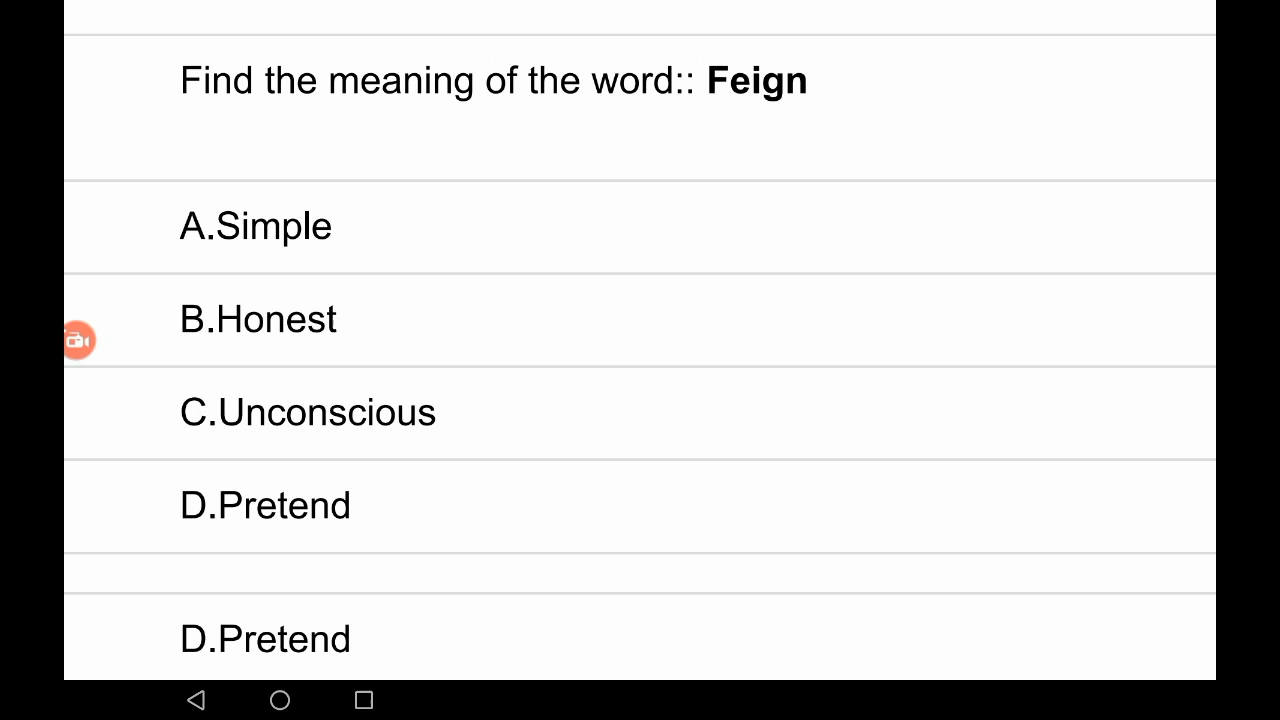 Find the meaning of the word:: Feign
A.Simple
B.Honest
C.Unconscious
D.Pretend
D.Pretend